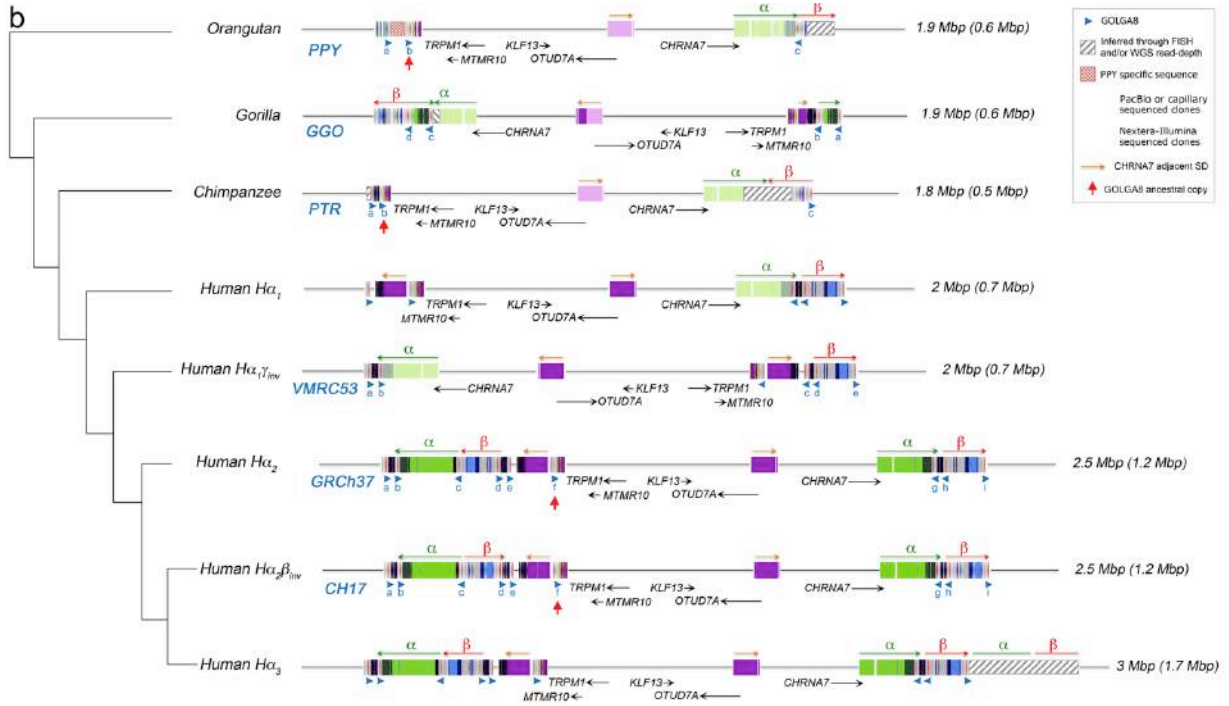 b
Orangutan
PPY
α β
a b c
TRPM1
MTMR10
KLF13
OTUD7A
CHRNA7
1.9 Mbp (0.6 Mbp)
Gorilla
GGO
β α
d c b a
CHRNA7
OTUD7A
KLF13
TRPM1
MTMR10
1.9 Mbp (0.6 Mbp)
Chimpanzee
PTR
α β
a b c
TRPM1
MTMR10
KLF13
OTUD7A
CHRNA7
1.8 Mbp (0.5 Mbp)
Human Hα1
α β
TRPM1
MTMR10
KLF13
OTUD7A
CHRNA7
2 Mbp (0.7 Mbp)
Human Hα1γinv
VMRC53
α β
a b c d e
CHRNA7
OTUD7A
KLF13
TRPM1
MTMR10
2 Mbp (0.7 Mbp)
Human Hα2
GRCh37
α β α β
a b c d e f g h i
TRPM1
MTMR10
KLF13
OTUD7A
CHRNA7
2.5 Mbp (1.2 Mbp)
Human Hα2βinv
CH17
α β α β
a b c d e f g h i
TRPM1
MTMR10
KLF13
OTUD7A
CHRNA7
2.5 Mbp (1.2 Mbp)
Human Hα3
α β α β α β
TRPM1
MTMR10
KLF13
OTUD7A
CHRNA7
3 Mbp (1.7 Mbp)
GOLGA8
Inferred through FISH
and/or WGS read-depth
PPY specific sequence
PacBio or capillary
sequenced clones
Nextera-Illumina
sequenced clones
CHRNA7 adjacent SD
GOLGA8 ancestral copy